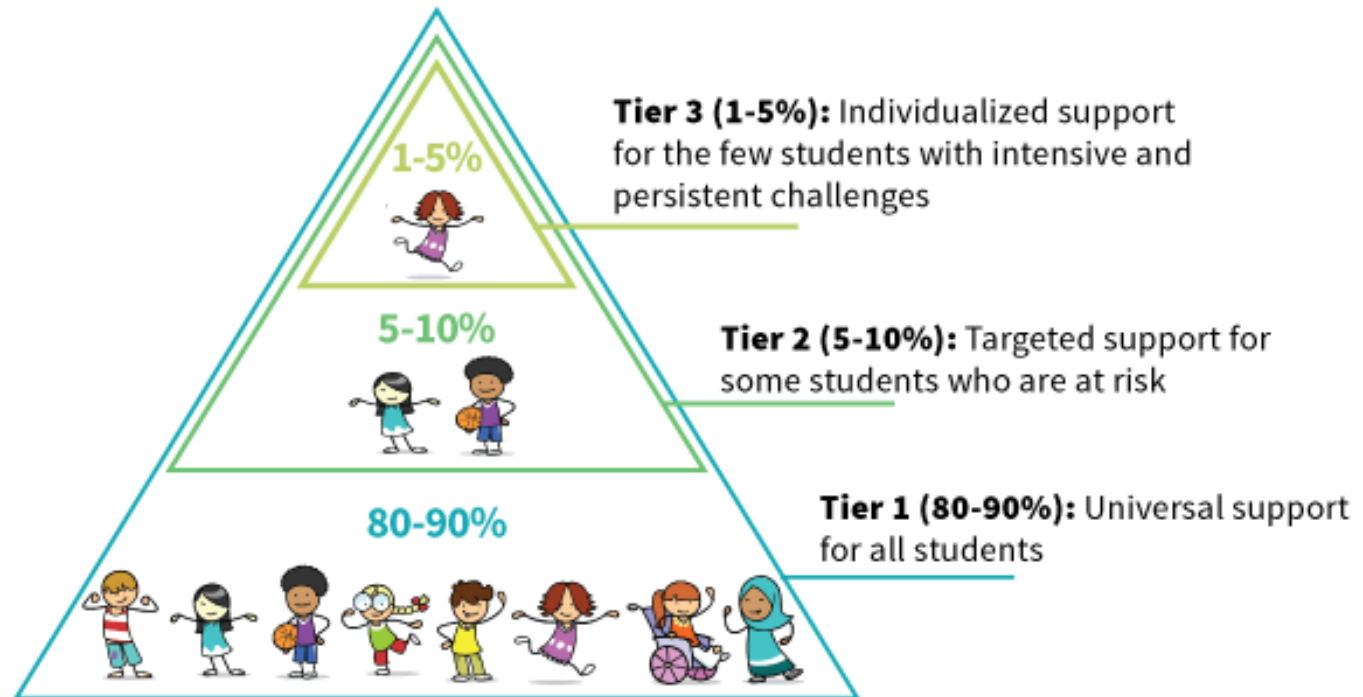 1-5%
Tier 3 (1-5%): Individualized support
for the few students with intensive and
persistent challenges
5-10%
Tier 2 (5-10%): Targeted support for
some students who are at risk
80-90%
Tier 1 (80-90%): Universal support
for all students